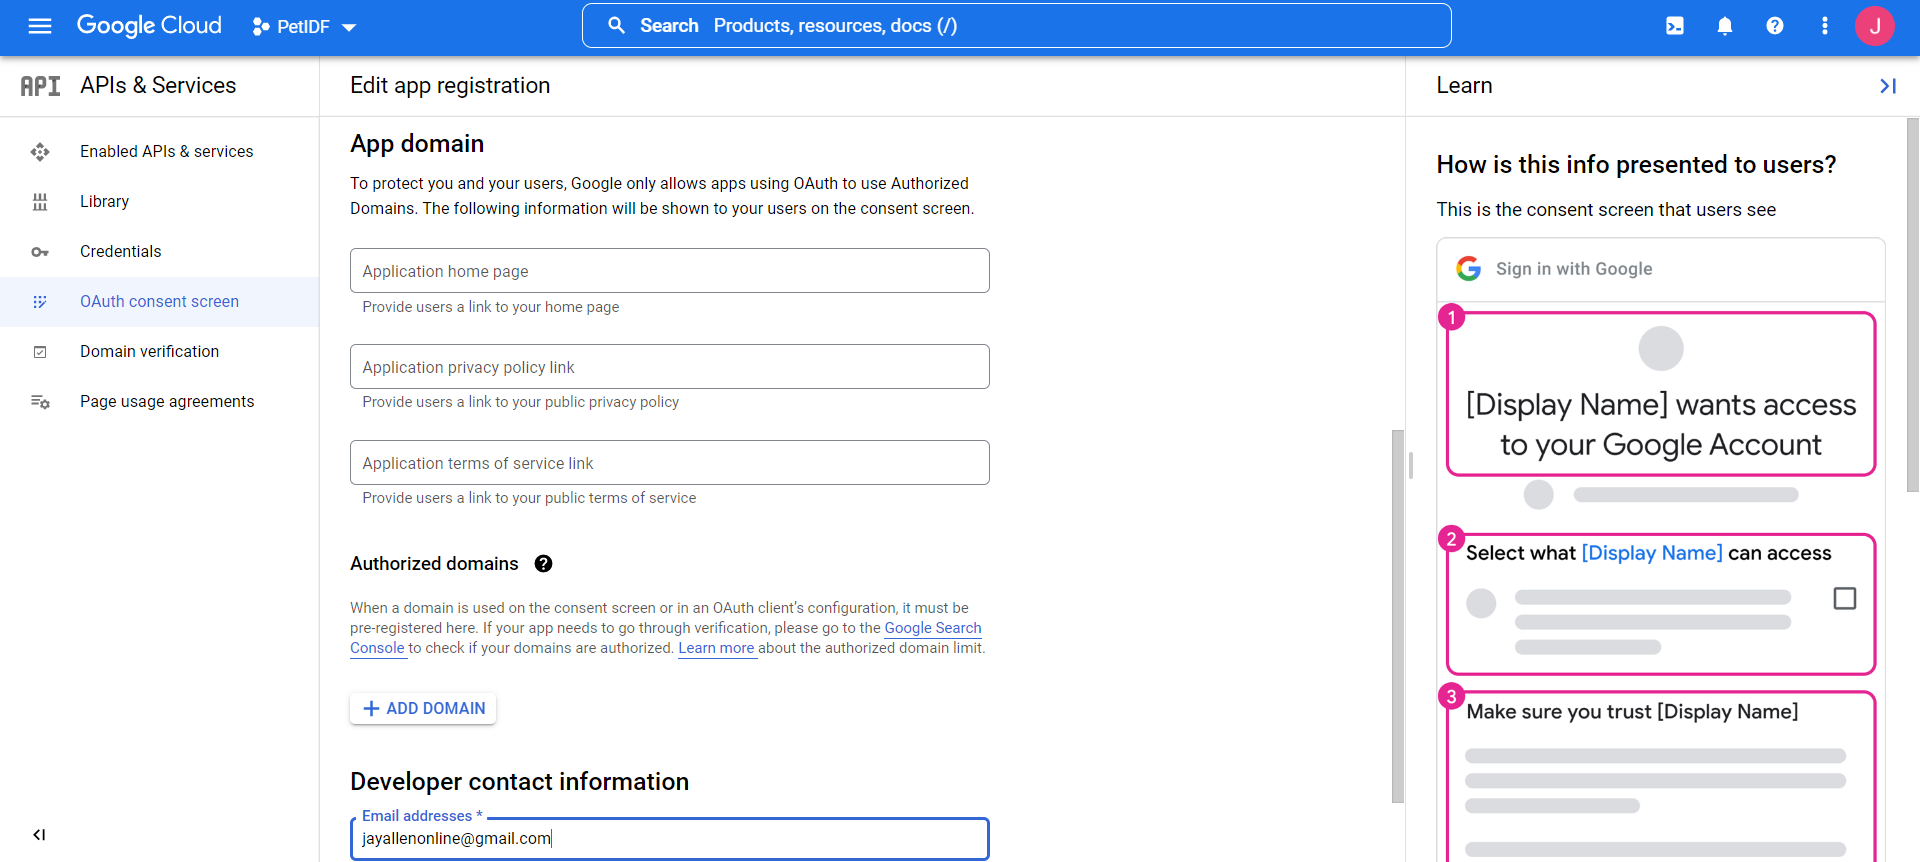 Google Cloud
PetIDF
Search Products, resources, docs (/)
J
API APIs & Services
Enabled APIs & services
Library
Credentials
OAuth consent screen
Domain verification
Page usage agreements
Edit app registration
App domain
To protect you and your users, Google only allows apps using OAuth to use Authorized
Domains. The following information will be shown to your users on the consent screen.
Application home page
Provide users a link to your home page
Application privacy policy link
Provide users a link to your public privacy policy
Application terms of service link
Provide users a link to your public terms of service
Authorized domains
When a domain is used on the consent screen or in an OAuth client's configuration, it must be
pre-registered here. If your app needs to go through verification, please go to the Google Search
Console to check if your domains are authorized. Learn more about the authorized domain limit.
ADD DOMAIN
Developer contact information
Email addresses *
jayallenonline@gmail.com
Learn
How is this info presented to users?
This is the consent screen that users see
Sign in with Google
1
[Display Name] wants access
to your Google Account
2
Select what [Display Name] can access
3
Make sure you trust [Display Name]